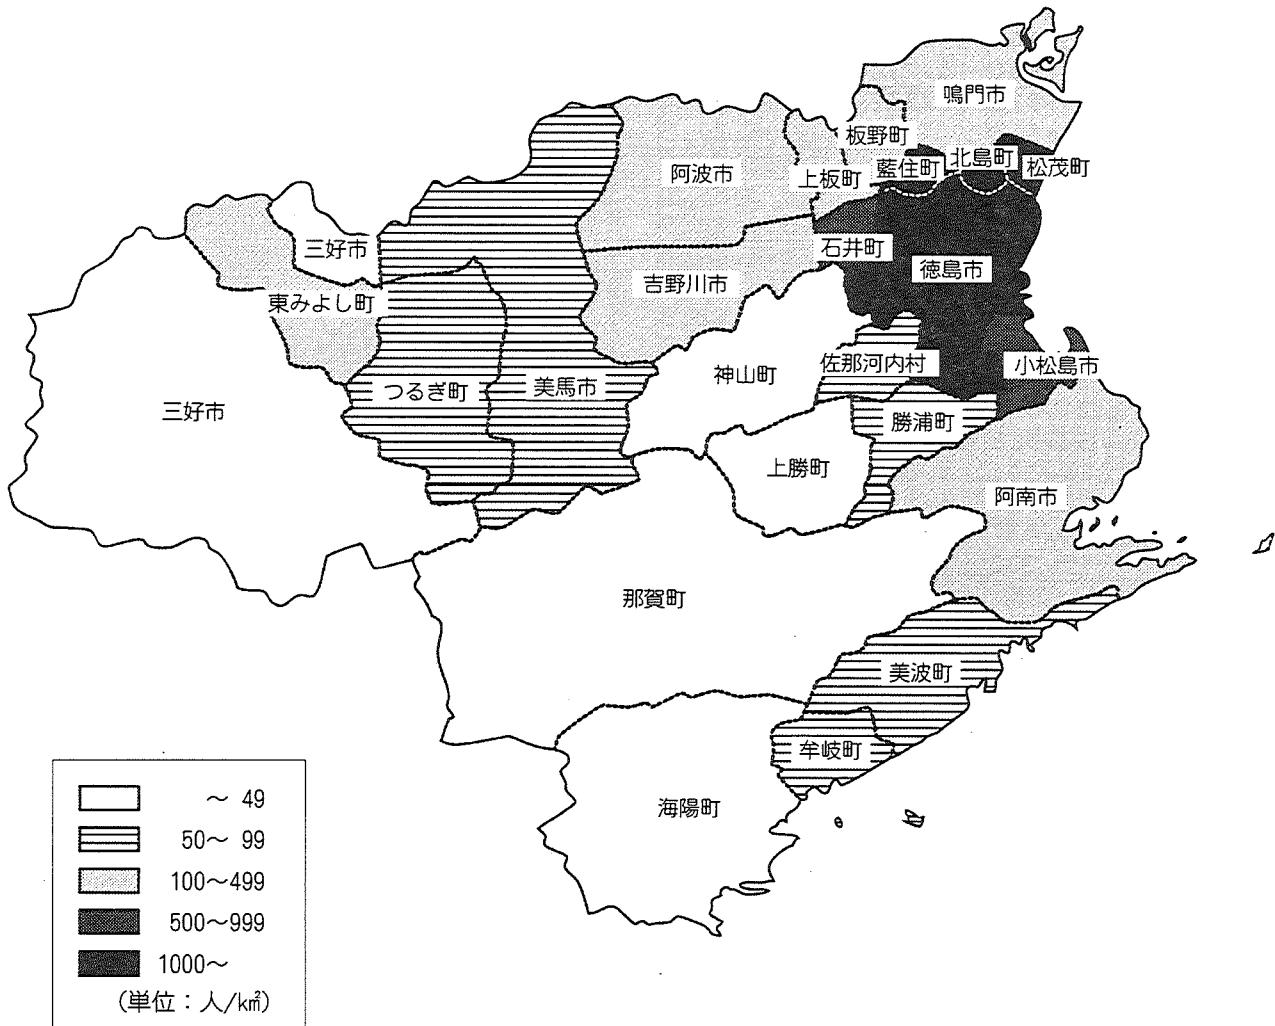 鳴門市
板野町
北島町
藍住町
松茂町
阿波市
上板町
三好市
石井町
徳島市
吉野川市
東みよし町
佐那河内村
小松島市
神山町
つるぎ町
美馬市
三好市
勝浦町
上勝町
阿南市
那賀町
美波町
牟岐町
海陽町
～ 49
50～ 99
100～499
500～999
1000～
(単位：人/km²)